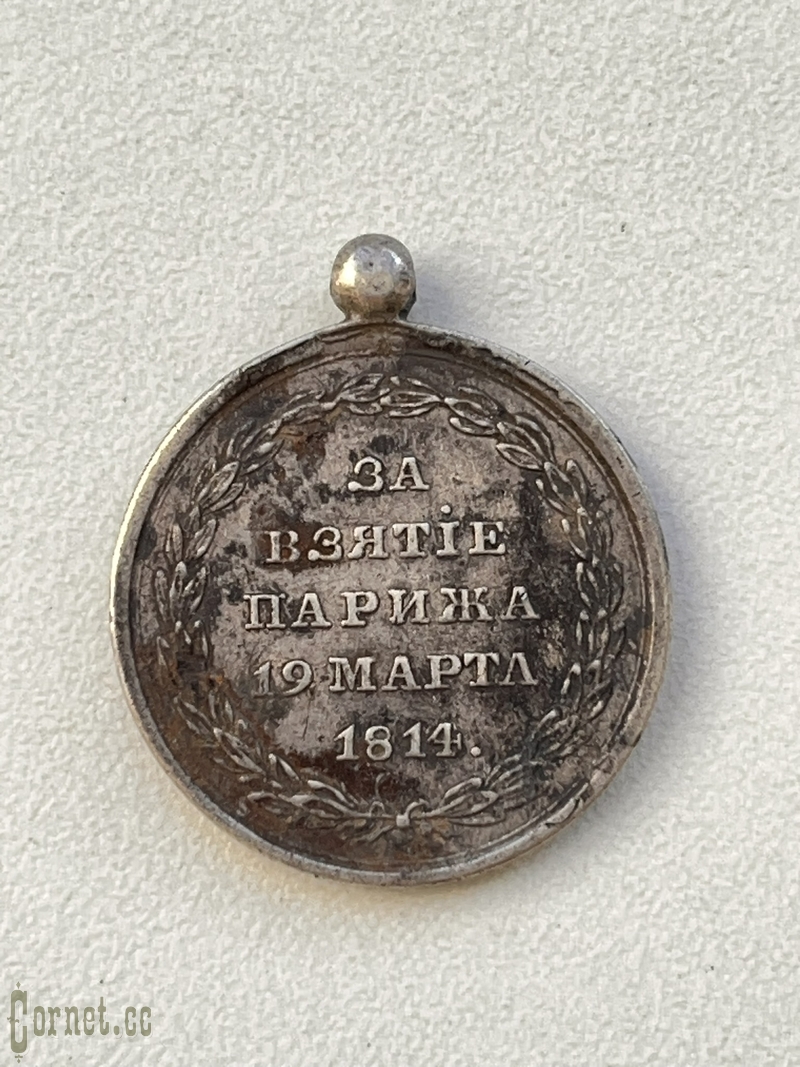 ЗА
ВЗЯТІЕ
ПАРИЖА
19 МАРТА
1814.
Cornet.cc